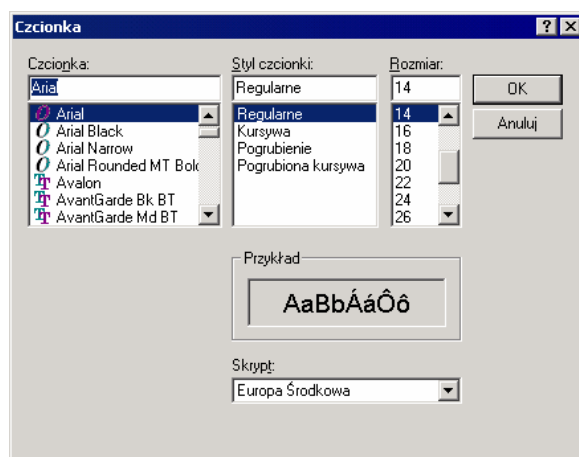 Czcionka
Czcionka:
Arial
Arial
Arial Black
Arial Narrow
Arial Rounded MT Bolc
Avalon
AvantGarde Bk BT
AvantGarde Md BT
Styl czcionki:
Regularne
Regularne
Kursywa
Pogrubienie
Pogrubiona kursywa
Rozmiar:
14
14
16
18
20
22
24
26
OK
Anuluj
Przykład
AaBbÁáÔô
Skrypt:
Europa Środkowa